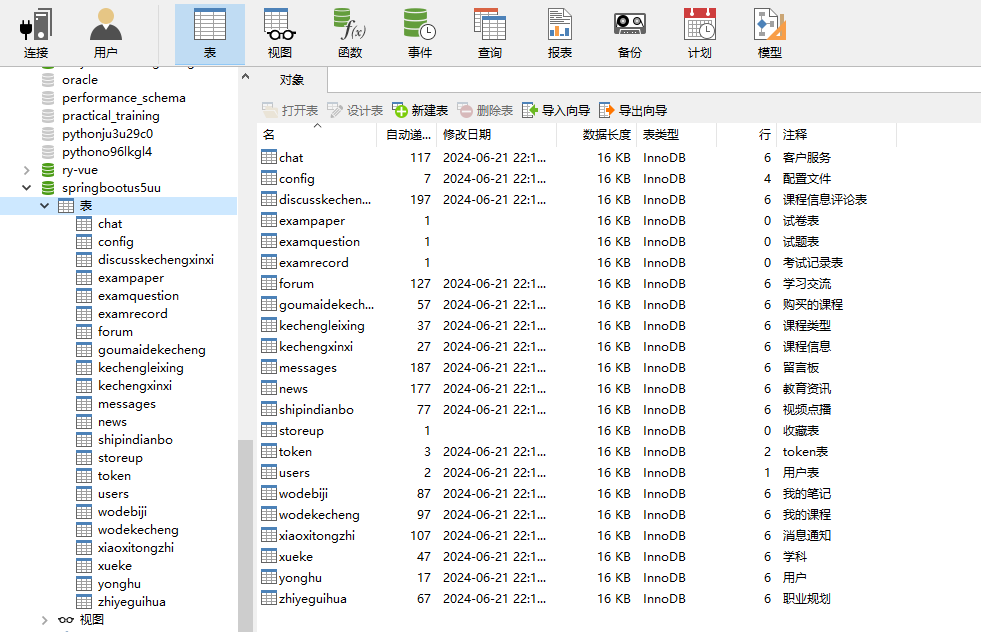 连接 用户 表 视图 函数 事件 查询 报表 备份 计划 模型
f(x)
oracle
performance_schema
practical_training
pythonju3u29c0
pythono96lkgl4
ry-vue
springbootus5uu
表
chat
config
discusskechengxinxi
exampaper
examquestion
examrecord
forum
goumaidekecheng
kechengleixing
kechengxinxi
messages
news
shipindianbo
storeup
token
users
wodebiji
wodekecheng
xiaoxitongzhi
xueke
yonghu
zhiyeguihua
视图
对象
打开表 设计表 新建表 删除表 导入向导 导出向导
名 自动递... 修改日期 数据长度 表类型 行 注释
chat 117 2024-06-21 22:1... 16 KB InnoDB 6 客户服务
config 7 2024-06-21 22:1... 16 KB InnoDB 4 配置文件
discusskechen... 197 2024-06-21 22:1... 16 KB InnoDB 6 课程信息评论表
exampaper 1 16 KB InnoDB 0 试卷表
examquestion 1 16 KB InnoDB 0 试题表
examrecord 1 16 KB InnoDB 0 考试记录表
forum 127 2024-06-21 22:1... 16 KB InnoDB 6 学习交流
goumaidekech... 57 2024-06-21 22:1... 16 KB InnoDB 6 购买的课程
kechengleixing 37 2024-06-21 22:1... 16 KB InnoDB 6 课程类型
kechengxinxi 27 2024-06-21 22:1... 16 KB InnoDB 6 课程信息
messages 187 2024-06-21 22:1... 16 KB InnoDB 6 留言板
news 177 2024-06-21 22:1... 16 KB InnoDB 6 教育资讯
shipindianbo 77 2024-06-21 22:1... 16 KB InnoDB 6 视频点播
storeup 1 16 KB InnoDB 0 收藏表
token 3 2024-06-21 22:1... 16 KB InnoDB 2 token表
users 2 2024-06-21 22:1... 16 KB InnoDB 1 用户表
wodebiji 87 2024-06-21 22:1... 16 KB InnoDB 6 我的笔记
wodekecheng 97 2024-06-21 22:1... 16 KB InnoDB 6 我的课程
xiaoxitongzhi 107 2024-06-21 22:1... 16 KB InnoDB 6 消息通知
xueke 47 2024-06-21 22:1... 16 KB InnoDB 6 学科
yonghu 17 2024-06-21 22:1... 16 KB InnoDB 6 用户
zhiyeguihua 67 2024-06-21 22:1... 16 KB InnoDB 6 职业规划